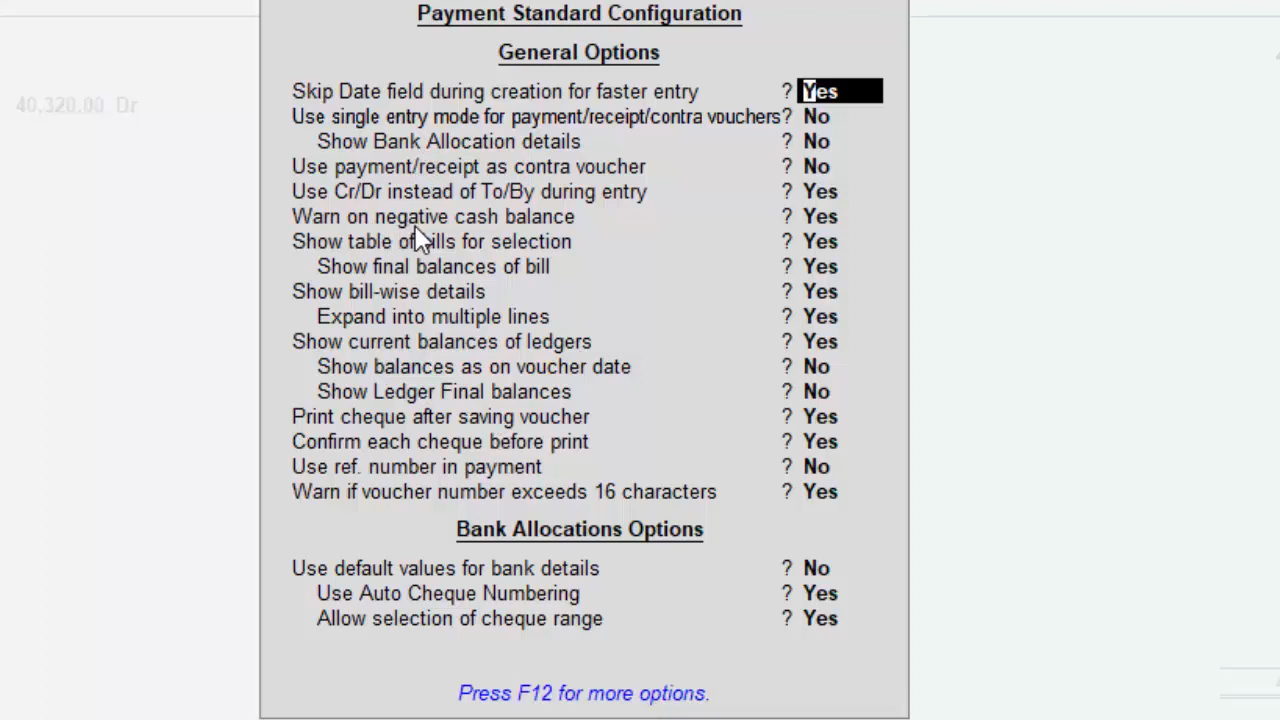 Payment Standard Configuration
General Options
Skip Date field during creation for faster entry ? Yes
Use single entry mode for payment/receipt/contra vouchers? No
Show Bank Allocation details ? No
Use payment/receipt as contra voucher ? No
Use Cr/Dr instead of To/By during entry ? Yes
40,320.00 Dr
Warn on negative cash balance ? Yes
Show table of bills for selection ? Yes
Show final balances of bill ? Yes
Show bill-wise details ? Yes
Expand into multiple lines ? Yes
Show current balances of ledgers ? Yes
Show balances as on voucher date ? No
Show Ledger Final balances ? No
Print cheque after saving voucher ? Yes
Confirm each cheque before print ? Yes
Use ref. number in payment ? No
Warn if voucher number exceeds 16 characters ? Yes
Bank Allocations Options
Use default values for bank details ? No
Use Auto Cheque Numbering ? Yes
Allow selection of cheque range ? Yes
Press F12 for more options.